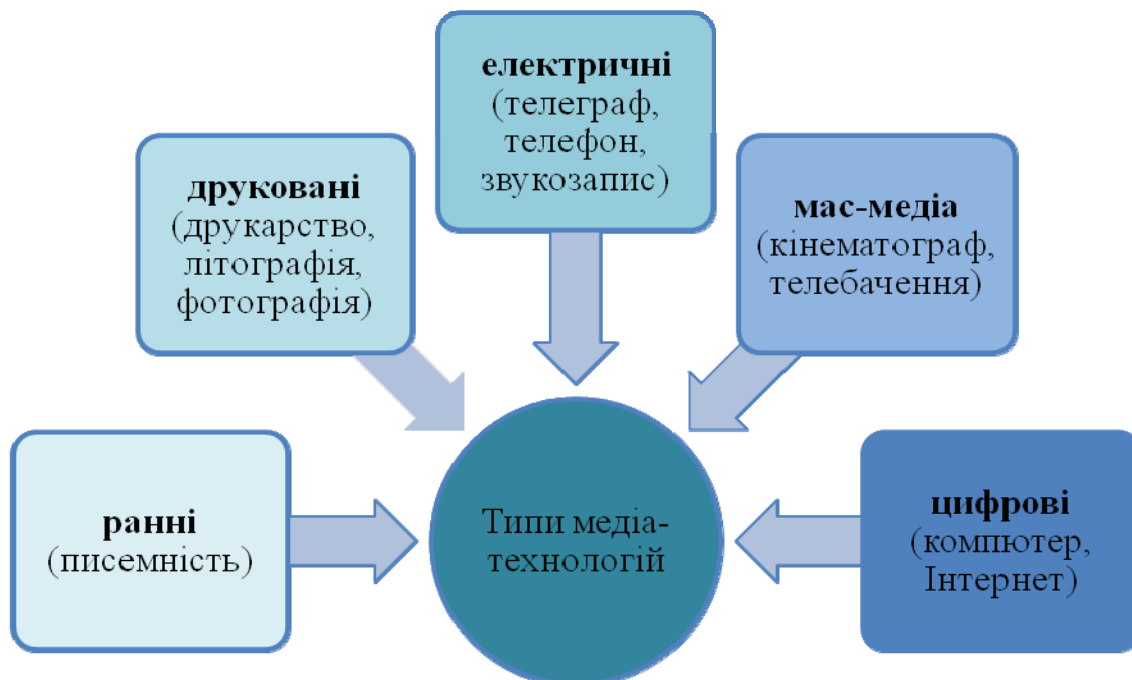 електричні
(телеграф,
телефон,
звукозапис)
друковані
(друкарство,
літографія,
фотографія)
мас-медіа
(кінематограф,
телебачення)
ранні
(писемність)
Типи медіа-
технологій
цифрові
(компютер,
Інтернет)